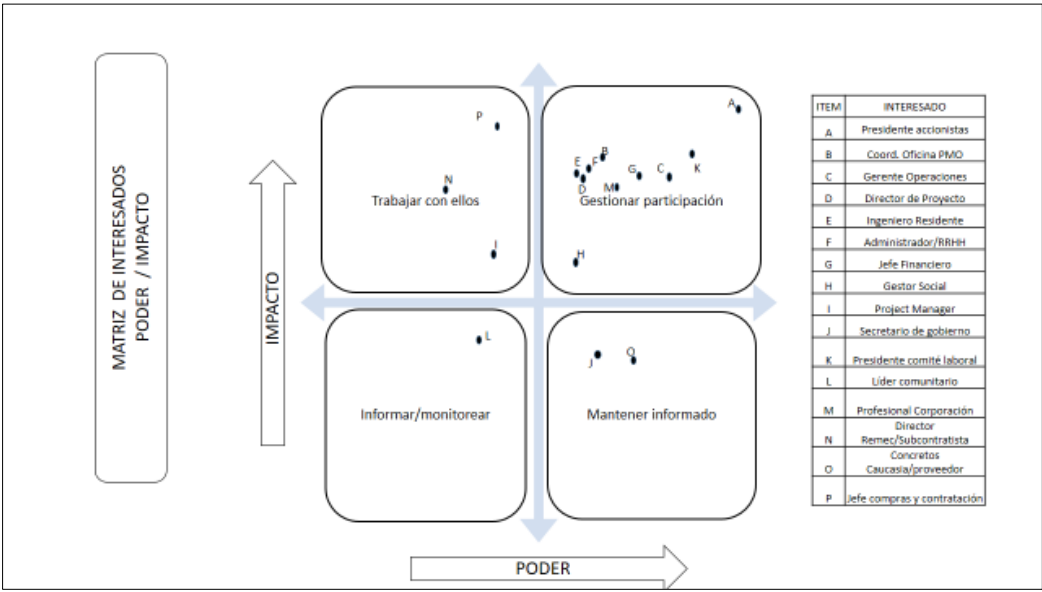 MATRIZ DE INTERESADOS
PODER / IMPACTO
IMPACTO
P
N
Trabajar con ellos
I
A
B
E
F
D
M
G
C
K
Gestionar participación
H
L
Informar/monitorear
J
O
Mantener informado
PODER
ITEM INTERESADO
A Presidente accionistas
B Coord. Oficina PMO
C Gerente Operaciones
D Director de Proyecto
E Ingeniero Residente
F Administrador/RRHH
G Jefe Financiero
H Gestor Social
I Project Manager
J Secretario de gobierno
K Presidente comité laboral
L Líder comunitario
M Profesional Corporación
Director
N Remec/Subcontratista
Concretos
O Caucasia/proveedor
P Jefe compras y contratación